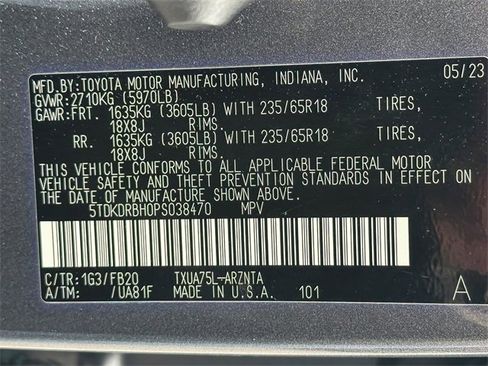 MFD.BY:TOYOTA MOTOR MANUFACTURING, INDIANA, INC. 05/23
GVWR:2710KG (5970LB)
GAWR:FRT. 1635KG (3605LB) WITH 235/65R18 TIRES,
18X8J RIMS.
RR. 1635KG (3605LB) WITH 235/65R18 TIRES,
18X8J RIMS.
THIS VEHICLE CONFORMS TO ALL APPLICABLE FEDERAL MOTOR
VEHICLE SAFETY AND THEFT PREVENTION STANDARDS IN EFFECT ON
THE DATE OF MANUFACTURE SHOWN ABOVE.
5TDKDRBH0PS038470 MPV
C/TR:1G3/FB20 TXUA75L-ARZNTA
A/TM: /UA81F MADE IN U.S.A. 101 A